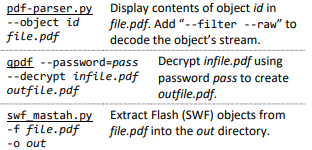 pdf-parser.py
--object id
file.pdf
Display contents of object id in
file.pdf. Add “--filter --raw” to
decode the object’s stream.
qpdf --password=pass
--decrypt infile.pdf
outfile.pdf
Decrypt infile.pdf using
password pass to create
outfile.pdf.
swf_mastah.py
-f file.pdf
-o out
Extract Flash (SWF) objects from
file.pdf into the out directory.